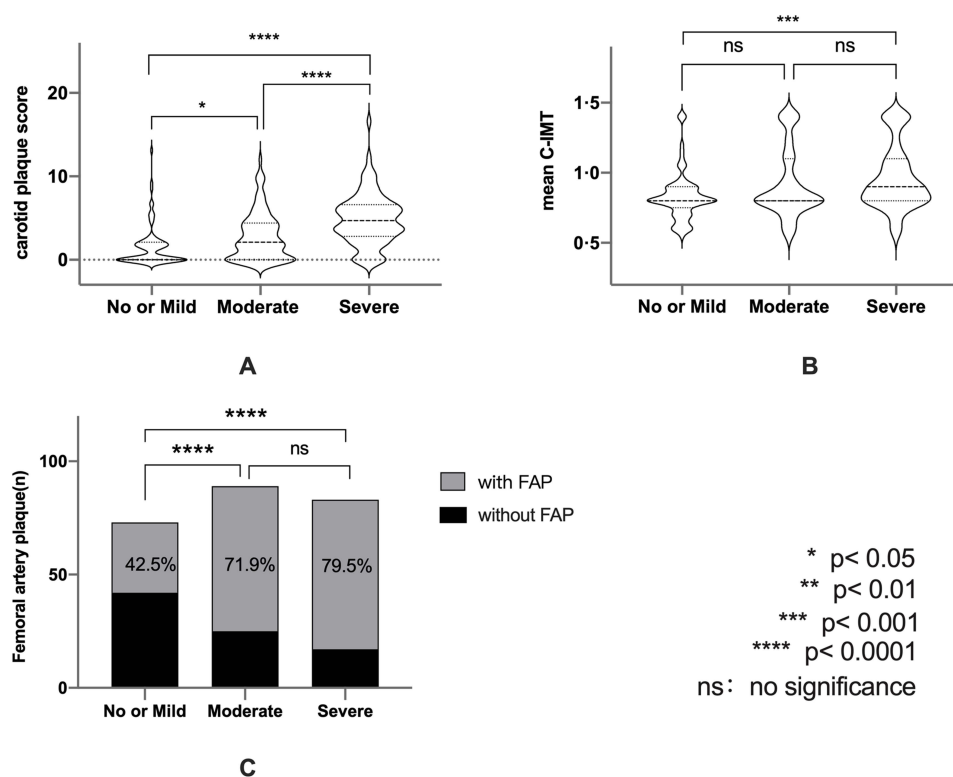 ****
****
*
20
10
0
carotid plaque score
No or Mild
Moderate
Severe
A
***
ns
ns
1·5
1·0
0·5
mean C-IMT
No or Mild
Moderate
Severe
B
****
****
ns
100
50
0
Femoral artery plaque(n)
42.5%
71.9%
79.5%
No or Mild
Moderate
Severe
with FAP
without FAP
C
* p< 0.05
** p< 0.01
*** p< 0.001
**** p< 0.0001
ns: no significance